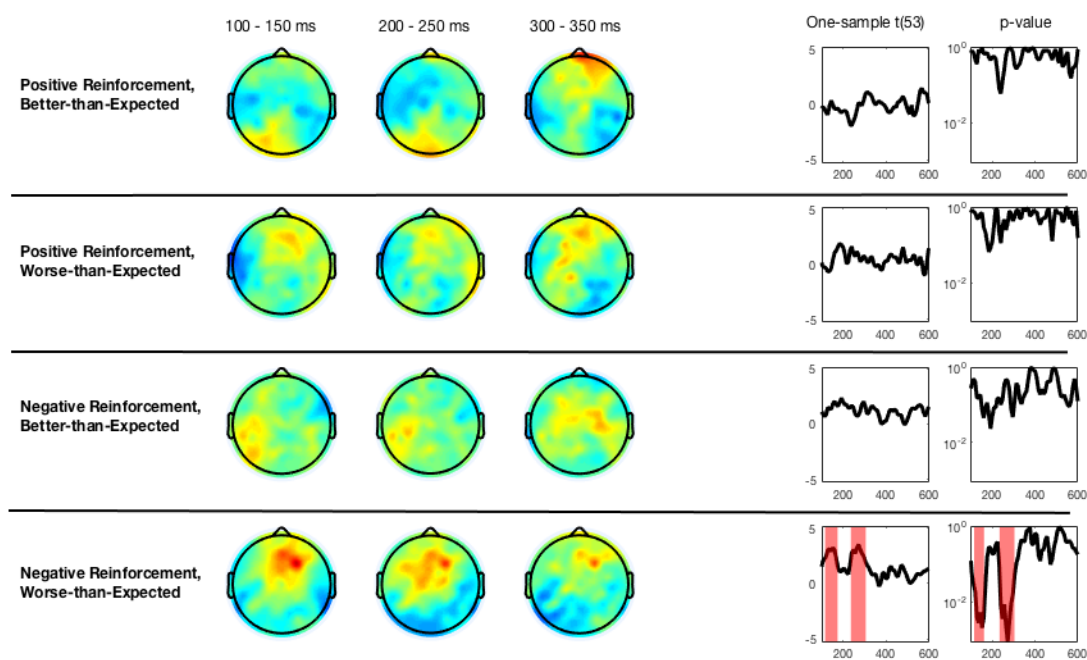 100 - 150 ms 200 - 250 ms 300 - 350 ms One-sample t(53) p-value
Positive Reinforcement,
Better-than-Expected
5
0
-5
200 400 600
10^0
10^-2
200 400 600
Positive Reinforcement,
Worse-than-Expected
5
0
-5
200 400 600
10^0
10^-2
200 400 600
Negative Reinforcement,
Better-than-Expected
5
0
-5
200 400 600
10^0
10^-2
200 400 600
Negative Reinforcement,
Worse-than-Expected
5
0
-5
200 400 600
10^0
10^-2
200 400 600